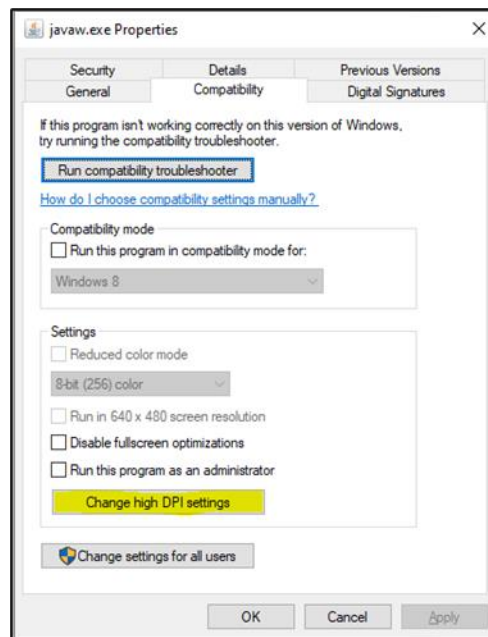 javaw.exe Properties
Security Details Previous Versions
General Compatibility Digital Signatures
If this program isn't working correctly on this version of Windows,
try running the compatibility troubleshooter.
Run compatibility troubleshooter
How do I choose compatibility settings manually?
Compatibility mode
Run this program in compatibility mode for:
Windows 8
Settings
Reduced color mode
8-bit (256) color
Run in 640 x 480 screen resolution
Disable fullscreen optimizations
Run this program as an administrator
Change high DPI settings
Change settings for all users
OK Cancel Apply